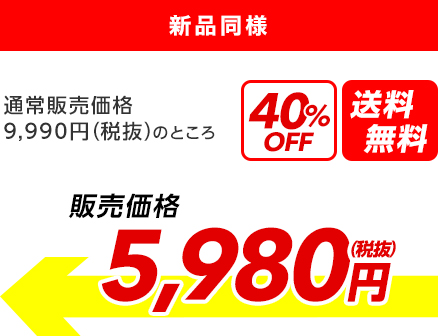 新品同様
通常販売価格
9,990円(税抜)のところ
40%
OFF
送料
無料
販売価格
5,980円
(税抜)